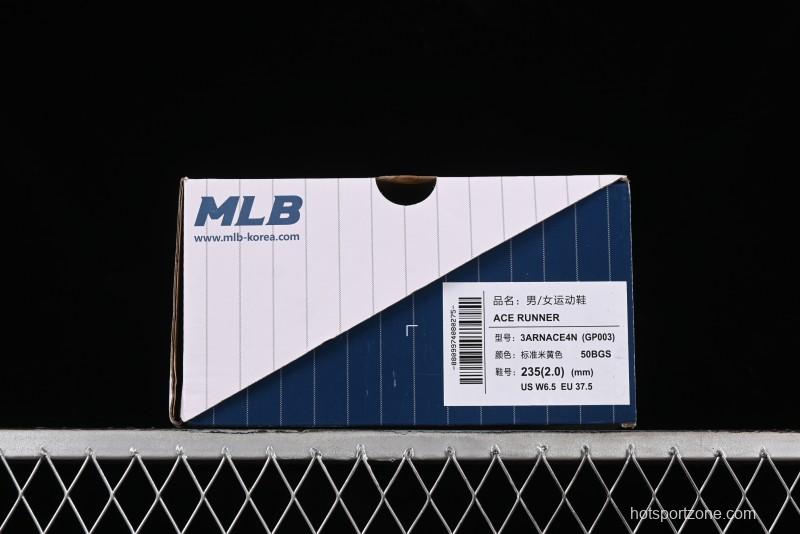 MLB
www.mlb-korea.com
品名：男/女运动鞋
ACE RUNNER
型号：3ARNACE4N (GP003)
颜色：标准米黄色 50BGS
鞋号：235(2.0) (mm)
US W6.5 EU 37.5
hotsportzone.com